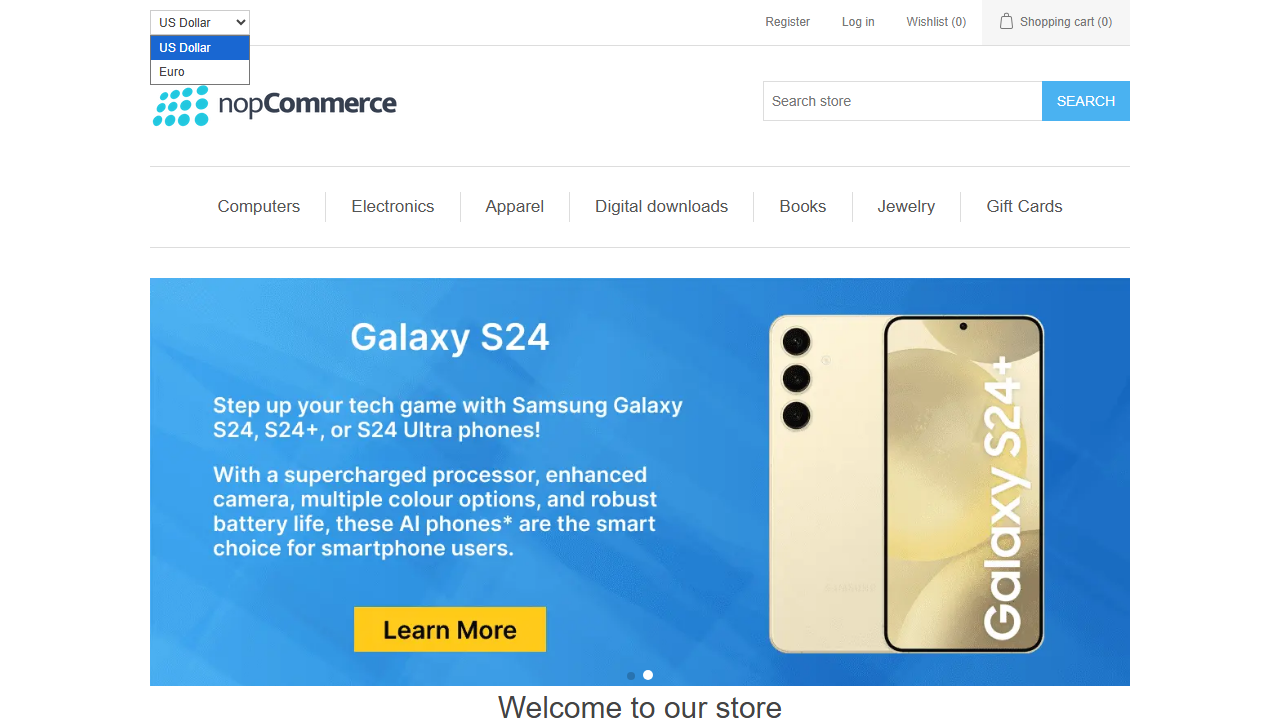 US Dollar
Register
Log in
Wishlist (0)
Shopping cart (0)
US Dollar
Euro
nopCommerce
Search store
SEARCH
Computers
Electronics
Apparel
Digital downloads
Books
Jewelry
Gift Cards
Galaxy S24
Step up your tech game with Samsung Galaxy
S24, S24+, or S24 Ultra phones!
With a supercharged processor, enhanced
camera, multiple colour options, and robust
battery life, these AI phones* are the smart
choice for smartphone users.
Learn More
SAMSUNG
Galaxy S24+
Welcome to our store